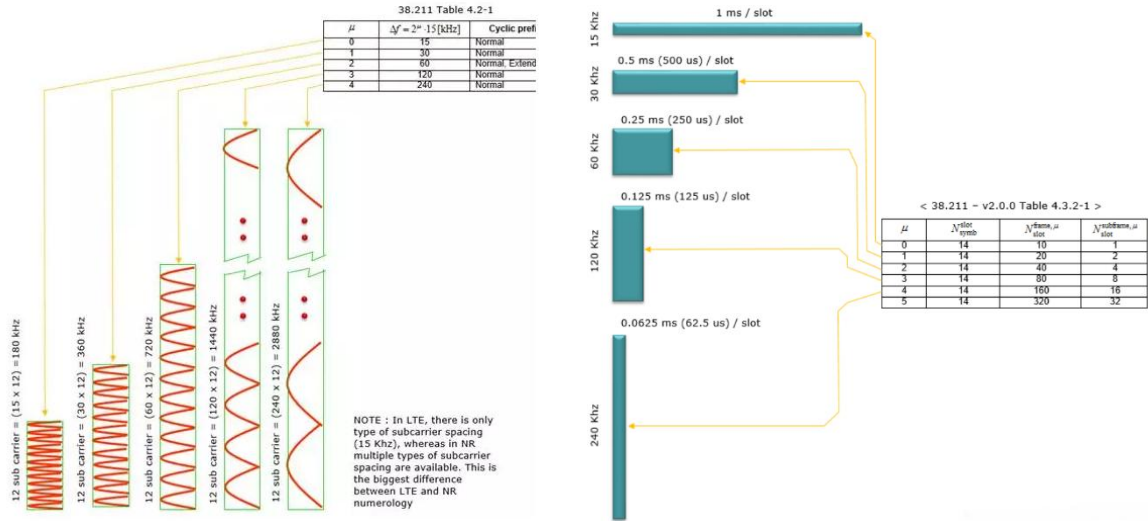 38.211 Table 4.2-1
μ Δf = 2^μ · 15 [kHz] Cyclic prefi
0 15 Normal
1 30 Normal
2 60 Normal, Extend
3 120 Normal
4 240 Normal
12 sub carrier = (15 x 12) = 180 kHz
12 sub carrier = (30 x 12) = 360 kHz
12 sub carrier = (60 x 12) = 720 kHz
12 sub carrier = (120 x 12) = 1440 kHz
12 sub carrier = (240 x 12) = 2880 kHz
NOTE : In LTE, there is only
type of subcarrier spacing
(15 Khz), whereas in NR
multiple types of subcarrier
spacing are available. This is
the biggest difference
between LTE and NR
numerology
15 Khz
1 ms / slot
30 Khz
0.5 ms (500 us) / slot
60 Khz
0.25 ms (250 us) / slot
120 Khz
0.125 ms (125 us) / slot
240 Khz
0.0625 ms (62.5 us) / slot
< 38.211 – v2.0.0 Table 4.3.2-1 >
μ N_symb^slot N_slot^frame,μ N_slot^subframe,μ
0 14 10 1
1 14 20 2
2 14 40 4
3 14 80 8
4 14 160 16
5 14 320 32